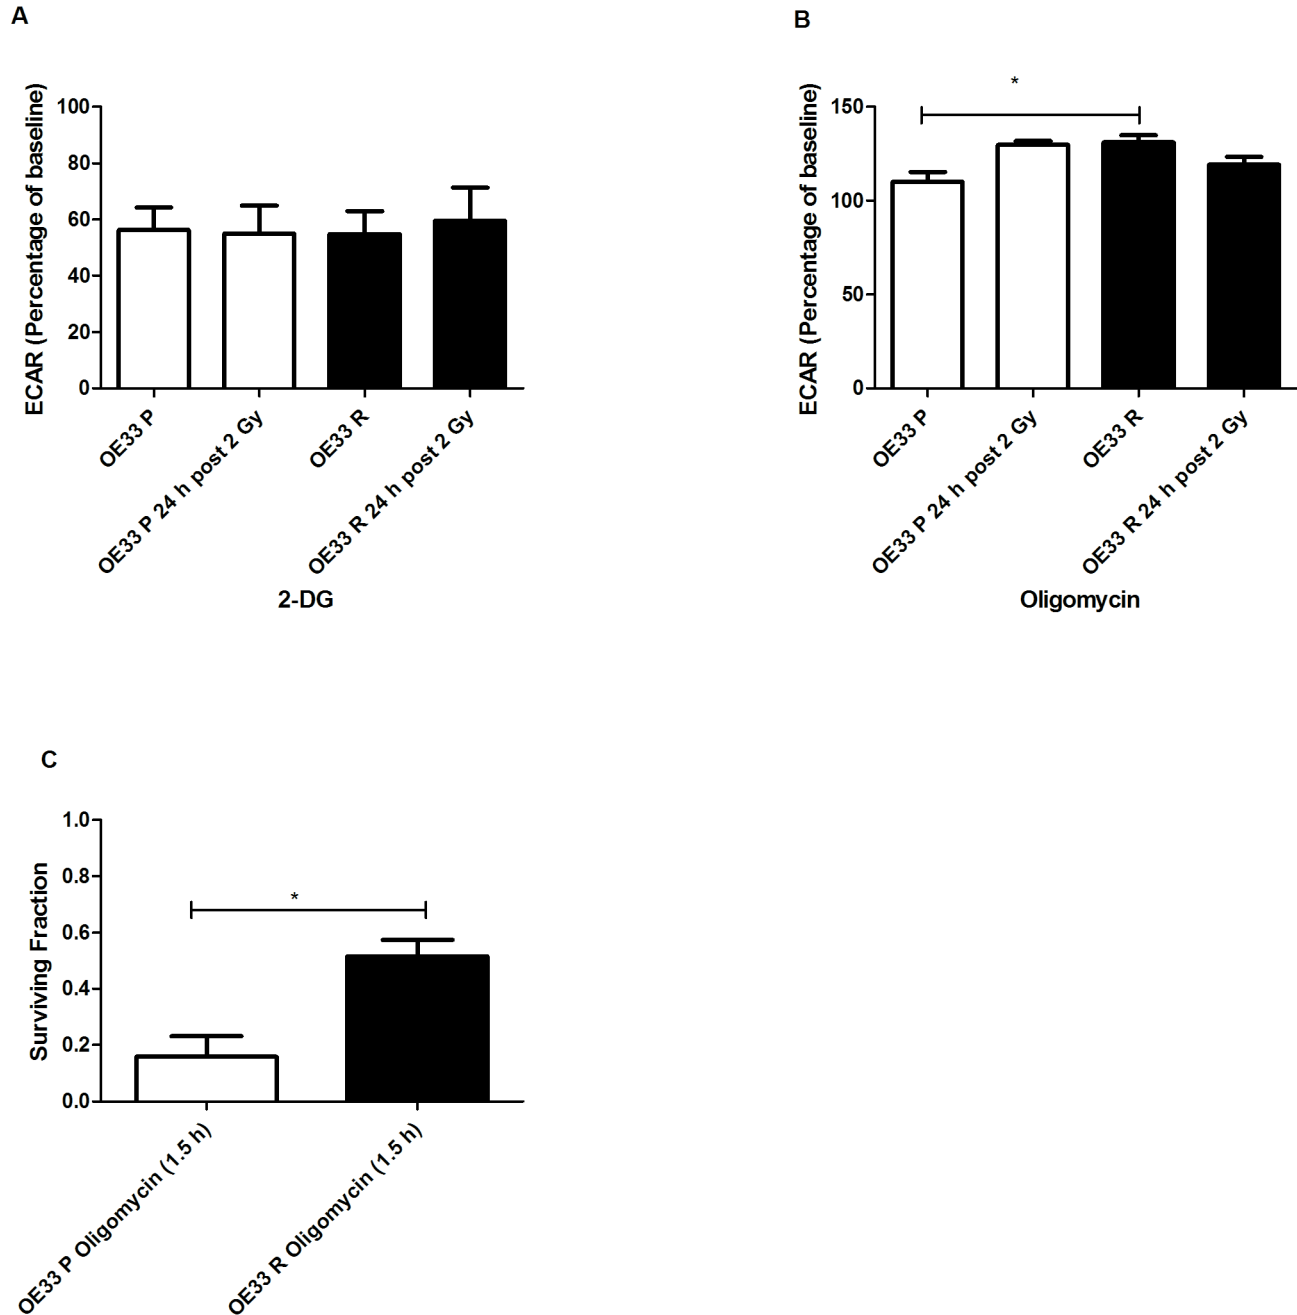 A
ECAR (Percentage of baseline)
100
80
60
40
20
0
OE33 P
OE33 P 24 h post 2 Gy
OE33 R
OE33 R 24 h post 2 Gy
2-DG
B
*
ECAR (Percentage of baseline)
150
100
50
0
OE33 P
OE33 P 24 h post 2 Gy
OE33 R
OE33 R 24 h post 2 Gy
Oligomycin
C
*
Surviving Fraction
1.0
0.8
0.6
0.4
0.2
0.0
OE33 P Oligomycin (1.5 h)
OE33 R Oligomycin (1.5 h)